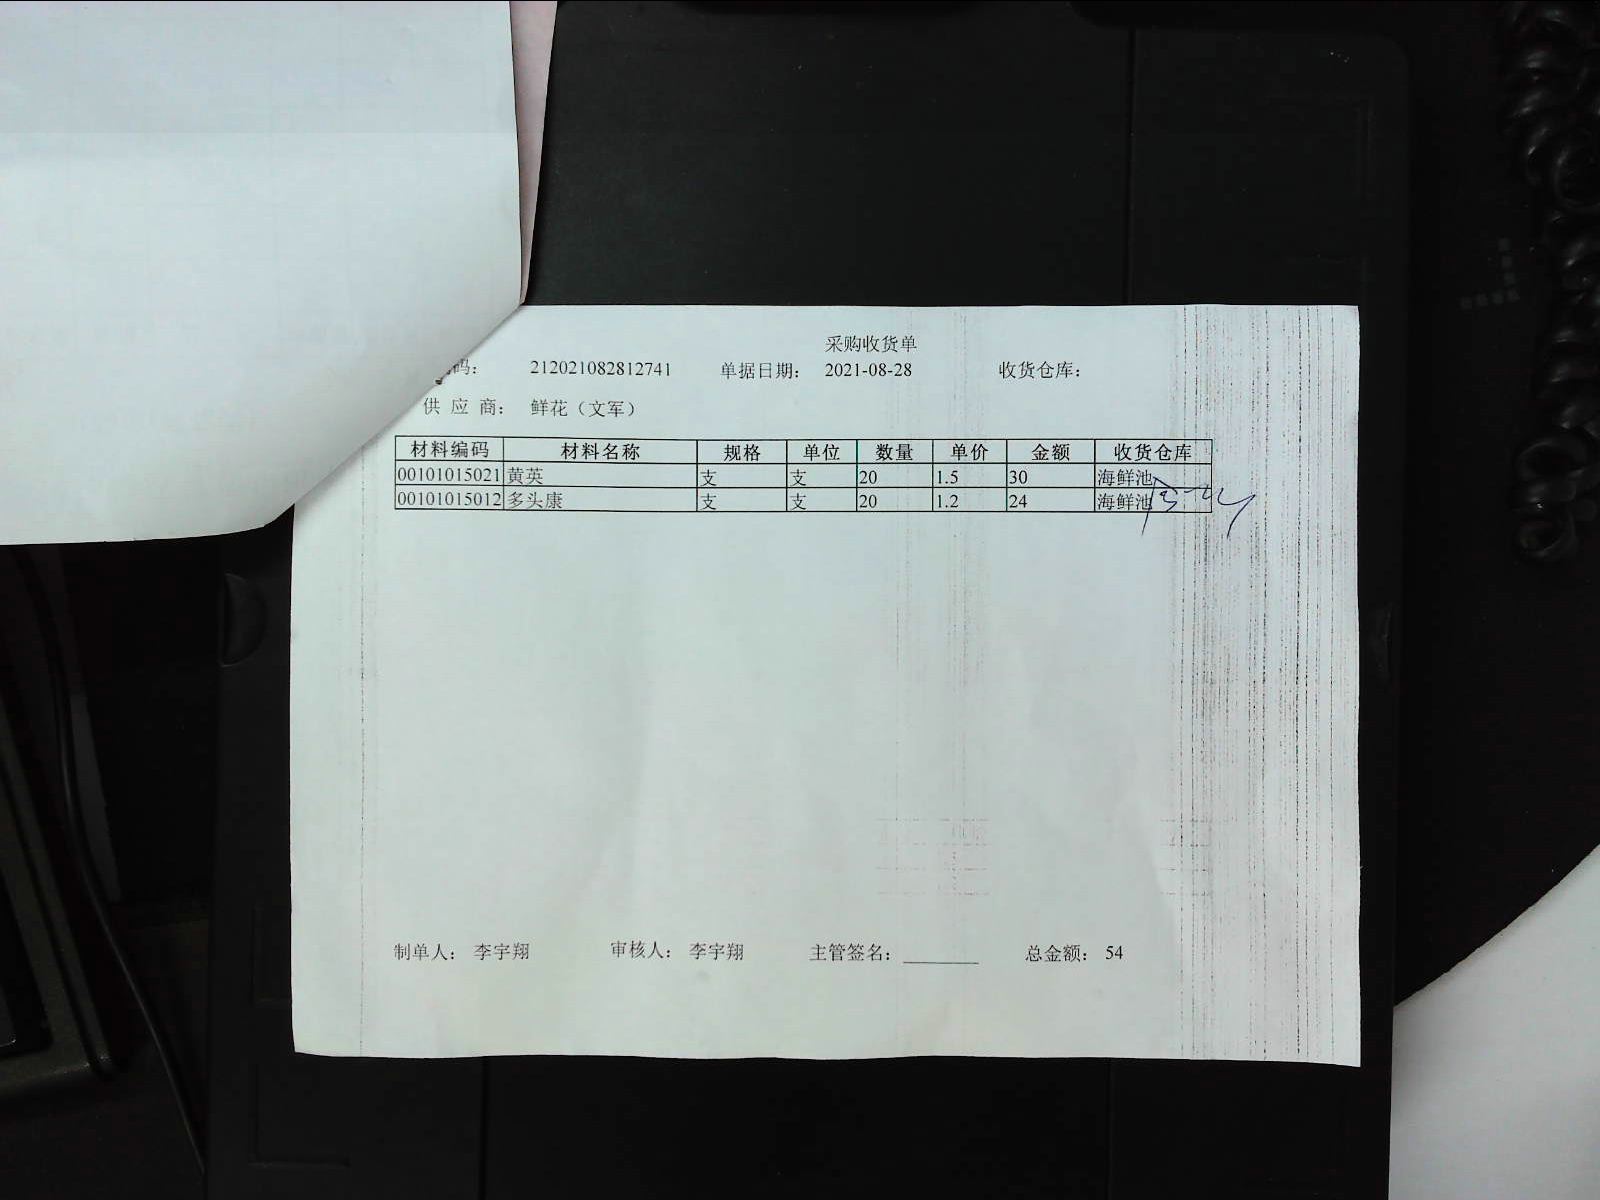 采购收货单
码： 212021082812741 单据日期： 2021-08-28 收货仓库：
供 应 商： 鲜花（文军）
材料编码 材料名称 规格 单位 数量 单价 金额 收货仓库
00101015021 黄英 支 支 20 1.5 30 海鲜池
00101015012 多头康 支 支 20 1.2 24 海鲜池
制单人： 李宇翔 审核人： 李宇翔 主管签名： 总金额： 54